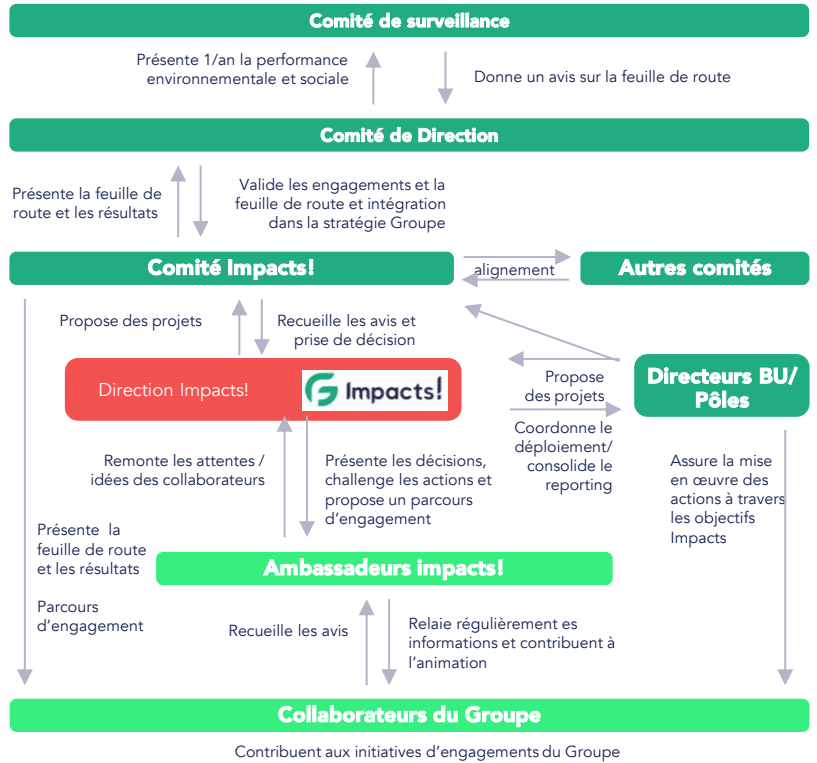 Comité de surveillance
Présente 1/an la performance
environnementale et sociale
Donne un avis sur la feuille de route
Comité de Direction
Présente la feuille de
route et les résultats
Valide les engagements et la
feuille de route et intégration
dans la stratégie Groupe
Comité Impacts!
alignement
Autres comités
Propose des projets
Recueille les avis et
prise de décision
Direction Impacts!
G Impacts!
Propose
des projets
Directeurs BU/
Pôles
Coordonne le
déploiement/
consolide le
reporting
Remonte les attentes /
idées des collaborateurs
Présente les décisions,
challenge les actions et
propose un parcours
d'engagement
Assure la mise
en œuvre des
actions à travers
les objectifs
Impacts
Présente  la
feuille de route
et les résultats
Ambassadeurs impacts!
Parcours
d'engagement
Recueille les avis
Relaie régulièrement es
informations et contribuent à
l'animation
Collaborateurs du Groupe
Contribuent aux initiatives d'engagements du Groupe